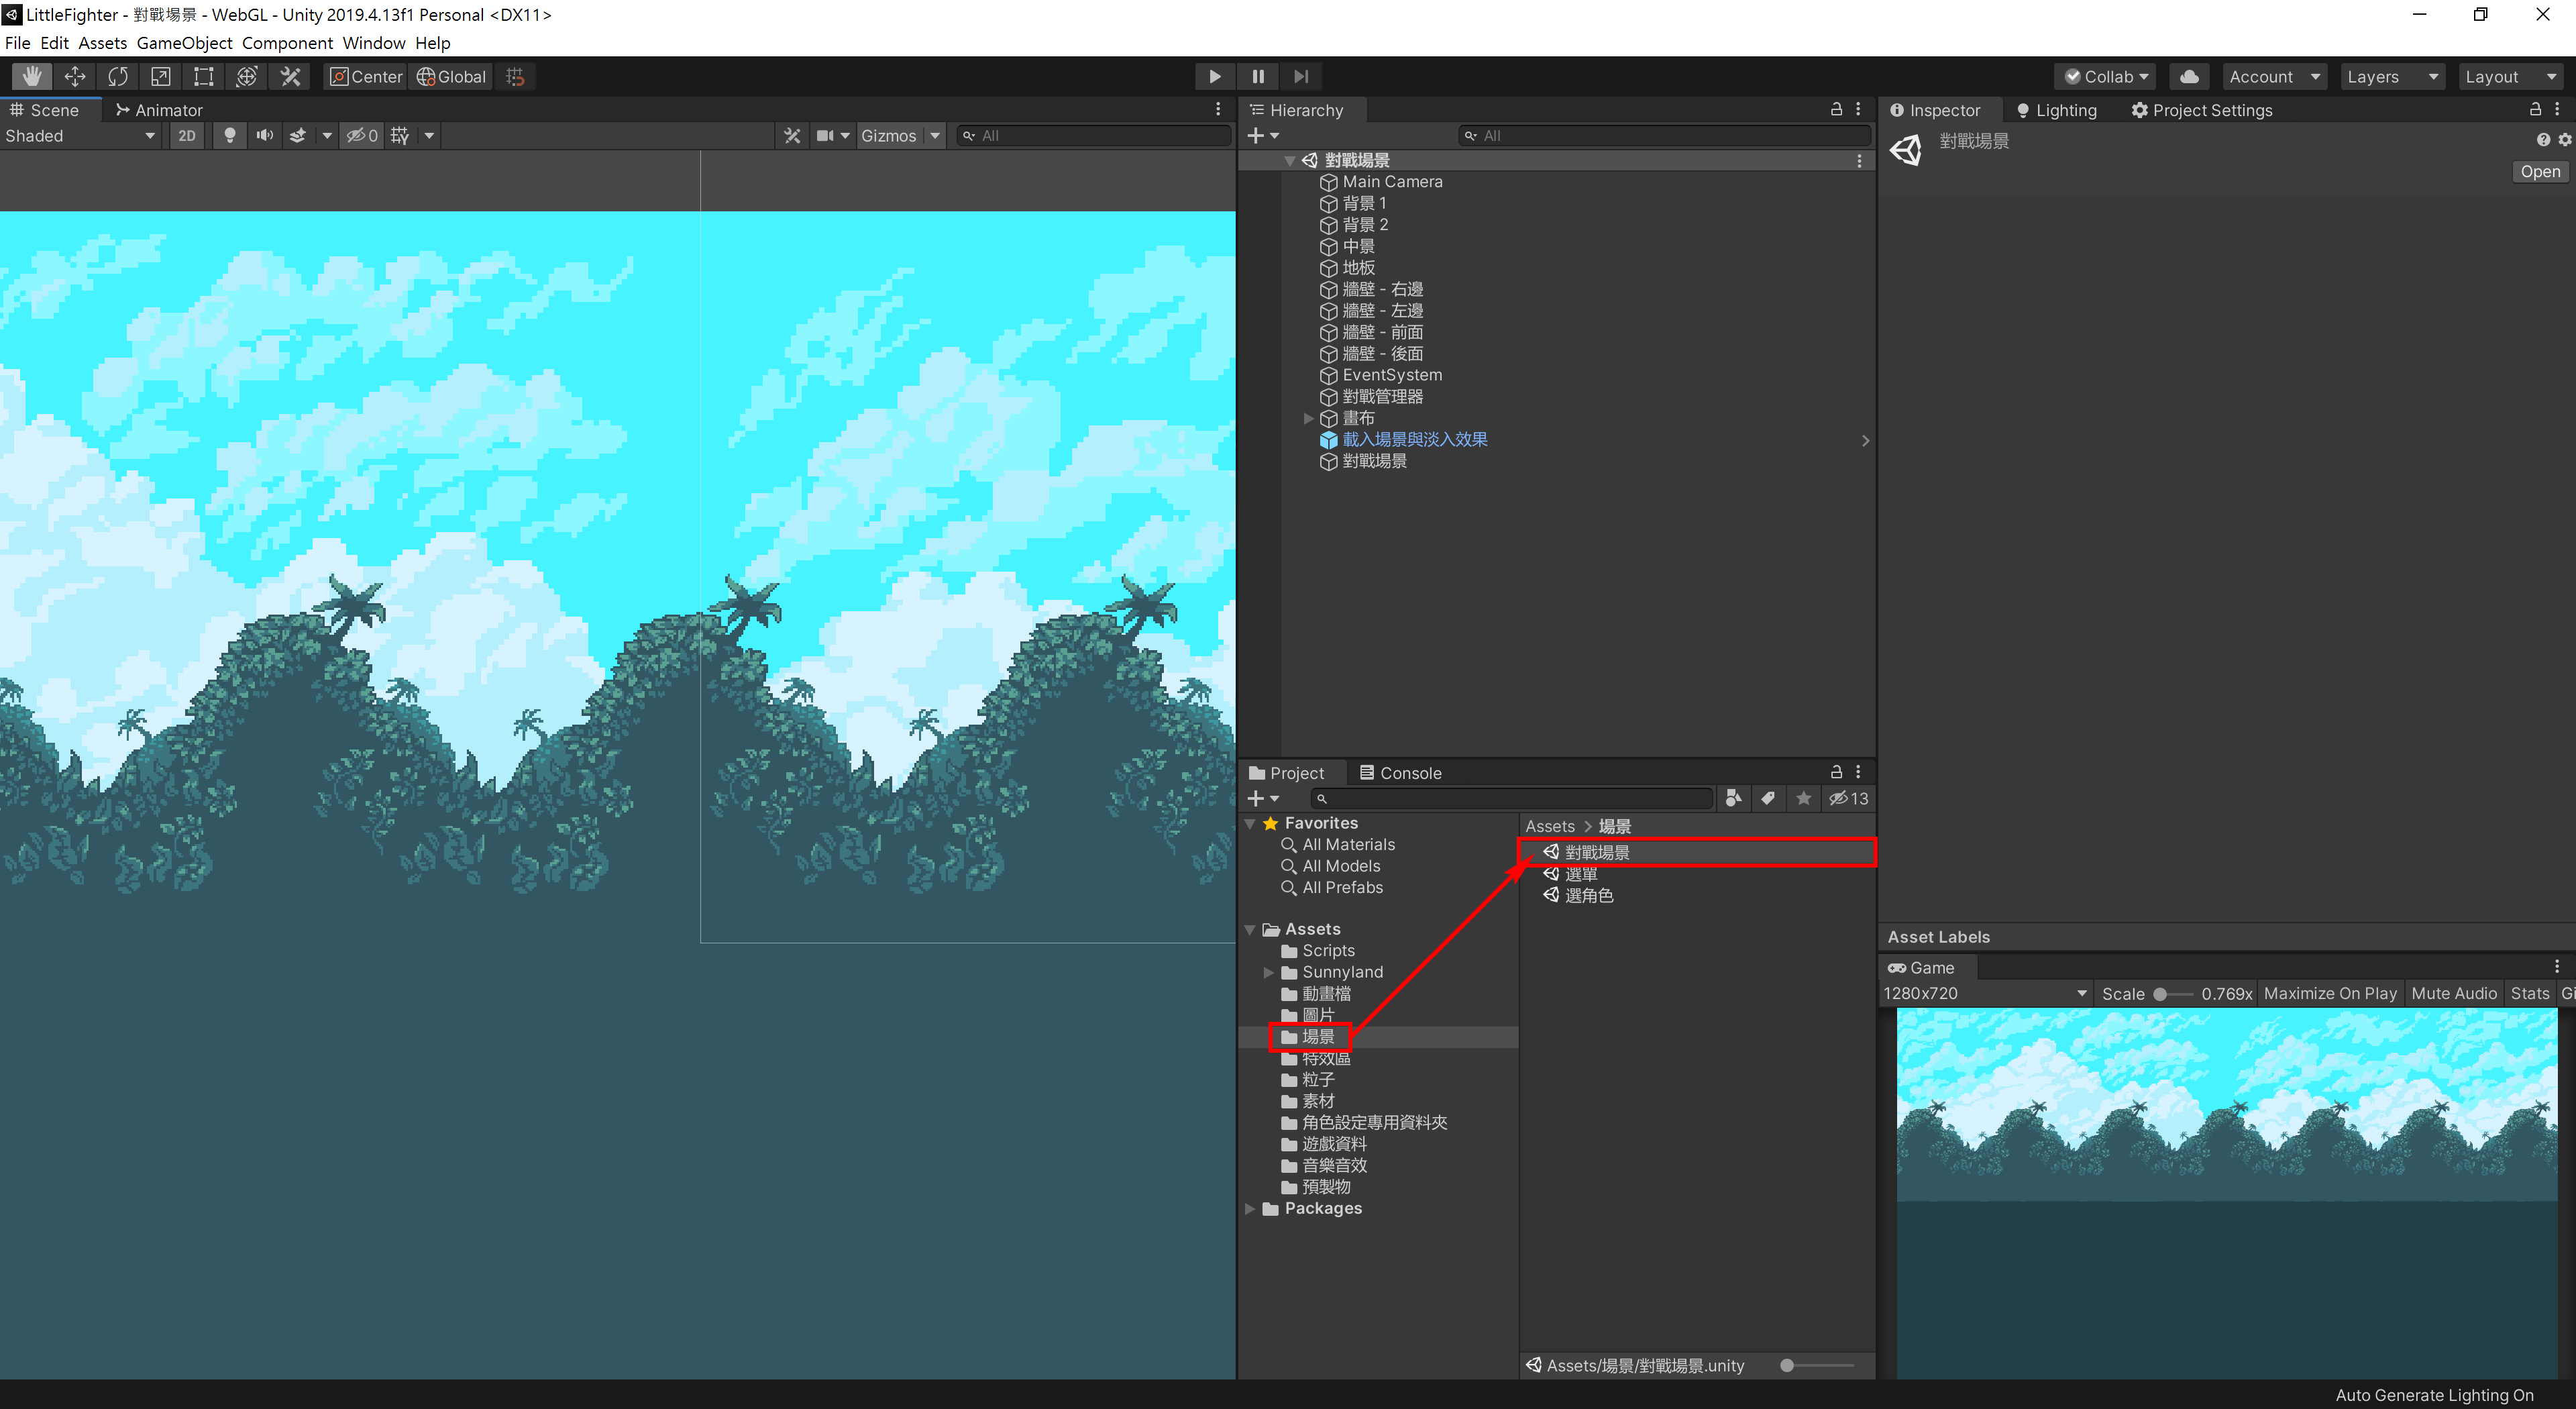 LittleFighter - 對戰場景 - WebGL - Unity 2019.4.13f1 Personal <DX11>
File Edit Assets GameObject Component Window Help
Center Global
Collab Account Layers Layout
Scene Animator
Shaded 2D 0 Gizmos All
Hierarchy
All
對戰場景
Main Camera
背景 1
背景 2
中景
地板
牆壁 - 右邊
牆壁 - 左邊
牆壁 - 前面
牆壁 - 後面
EventSystem
對戰管理器
畫布
載入場景與淡入效果
對戰場景
Inspector Lighting Project Settings
對戰場景
Open
Project Console
13
Favorites
All Materials
All Models
All Prefabs
Assets
Scripts
Sunnyland
動畫檔
圖片
場景
特效區
粒子
素材
角色設定專用資料夾
遊戲資料
音樂音效
預製物
Packages
Assets > 場景
對戰場景
選單
選角色
Assets/場景/對戰場景.unity
Asset Labels
Game
1280x720 Scale 0.769x Maximize On Play Mute Audio Stats Gi
Auto Generate Lighting On